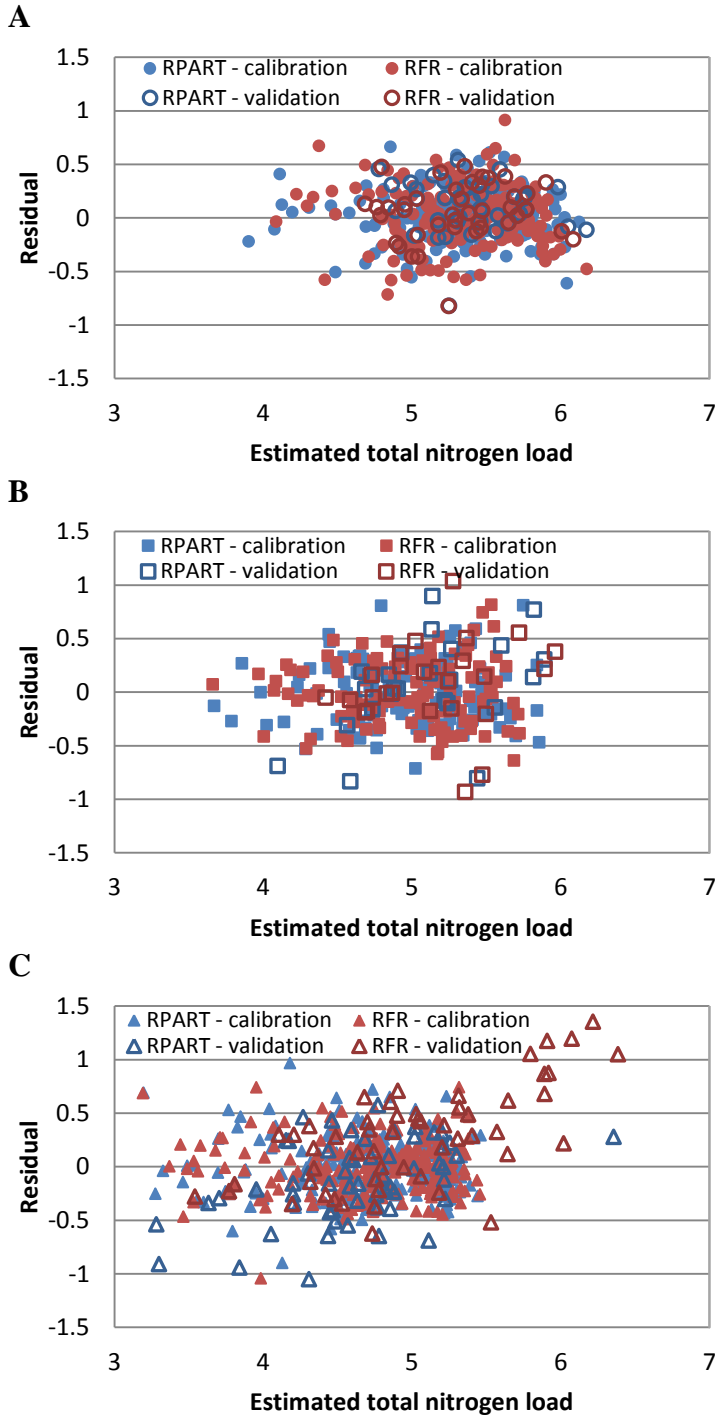 A
1.5
1
0.5
0
-0.5
-1
-1.5
Residual
RPART - calibration
RFR - calibration
RPART - validation
RFR - validation
3 4 5 6 7
Estimated total nitrogen load
B
1.5
1
0.5
0
-0.5
-1
-1.5
Residual
RPART - calibration
RFR - calibration
RPART - validation
RFR - validation
3 4 5 6 7
Estimated total nitrogen load
C
1.5
1
0.5
0
-0.5
-1
-1.5
Residual
RPART - calibration
RFR - calibration
RPART - validation
RFR - validation
3 4 5 6 7
Estimated total nitrogen load